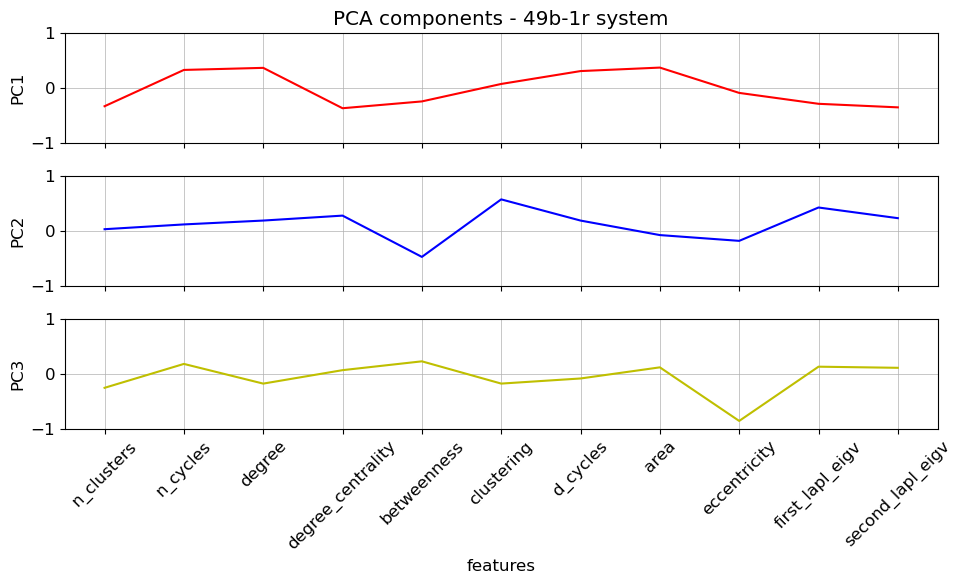 PCA components - 49b-1r system
1
0
−1
PC1
1
0
−1
PC2
1
0
−1
PC3
n_clusters
n_cycles
degree
degree_centrality
betweenness
clustering
d_cycles
area
eccentricity
first_lapl_eigv
second_lapl_eigv
features